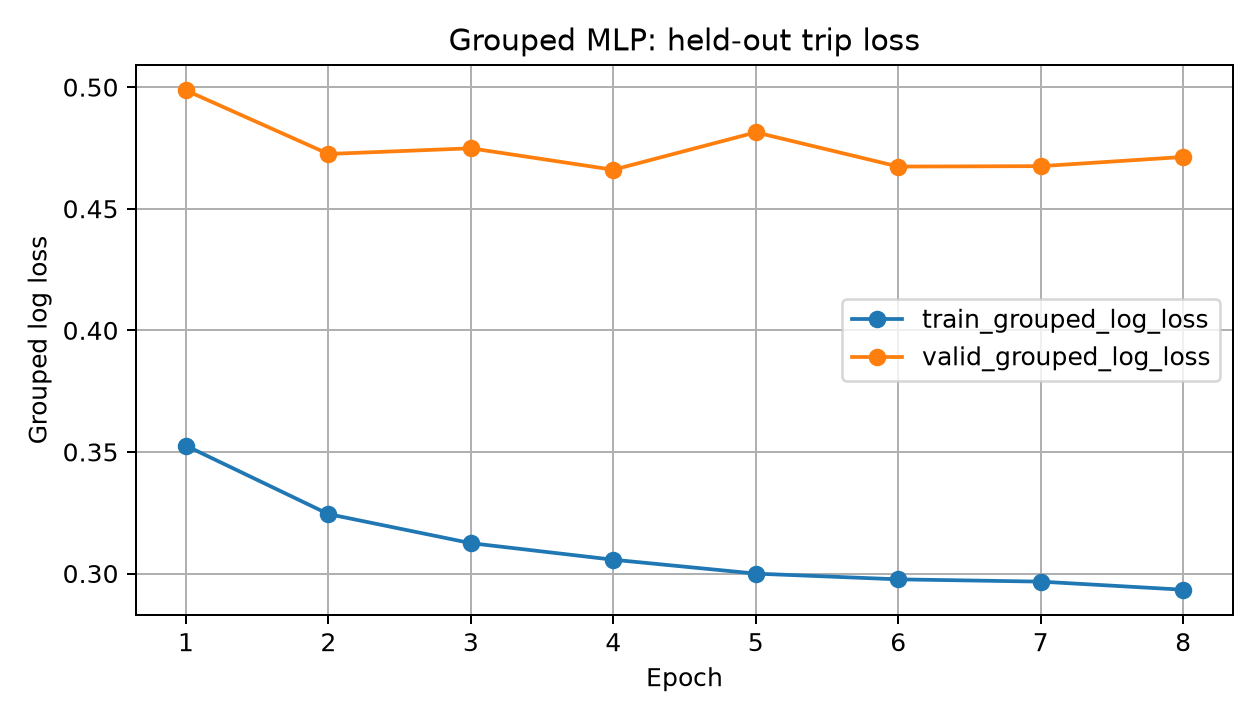 Grouped MLP: held-out trip loss
Grouped log loss
0.50
0.45
0.40
0.35
0.30
train_grouped_log_loss
valid_grouped_log_loss
1 2 3 4 5 6 7 8
Epoch